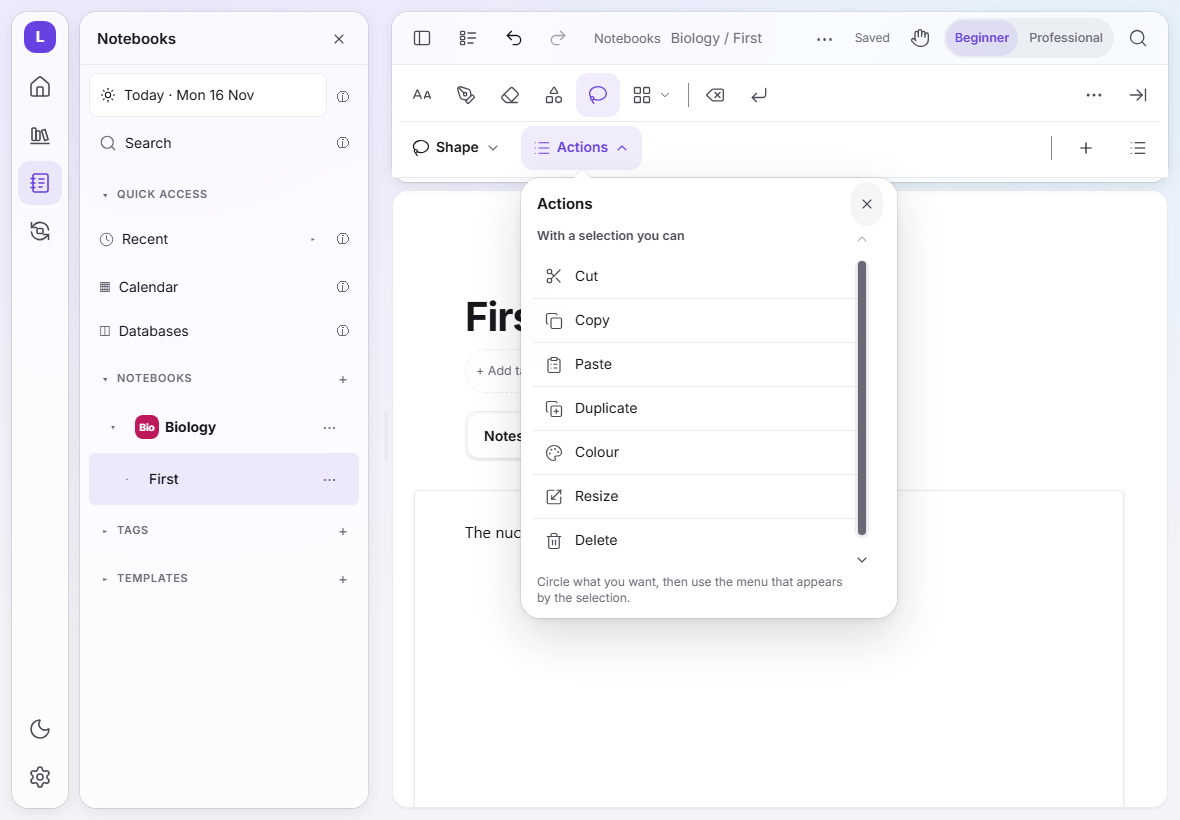 L
Notebooks
Today · Mon 16 Nov
Search
QUICK ACCESS
Recent
Calendar
Databases
NOTEBOOKS
Bio Biology
First
TAGS
TEMPLATES
Notebooks Biology / First
Saved
Beginner Professional
AA
Shape
Actions
Actions
With a selection you can
Cut
Copy
Paste
Duplicate
Colour
Resize
Delete
Circle what you want, then use the menu that appears
by the selection.
+ Add
Notes
The